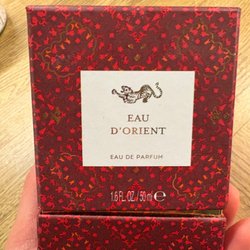 EAU
D'ORIENT
EAU DE PARFUM
1.6 FL.OZ / 50 ml ℮